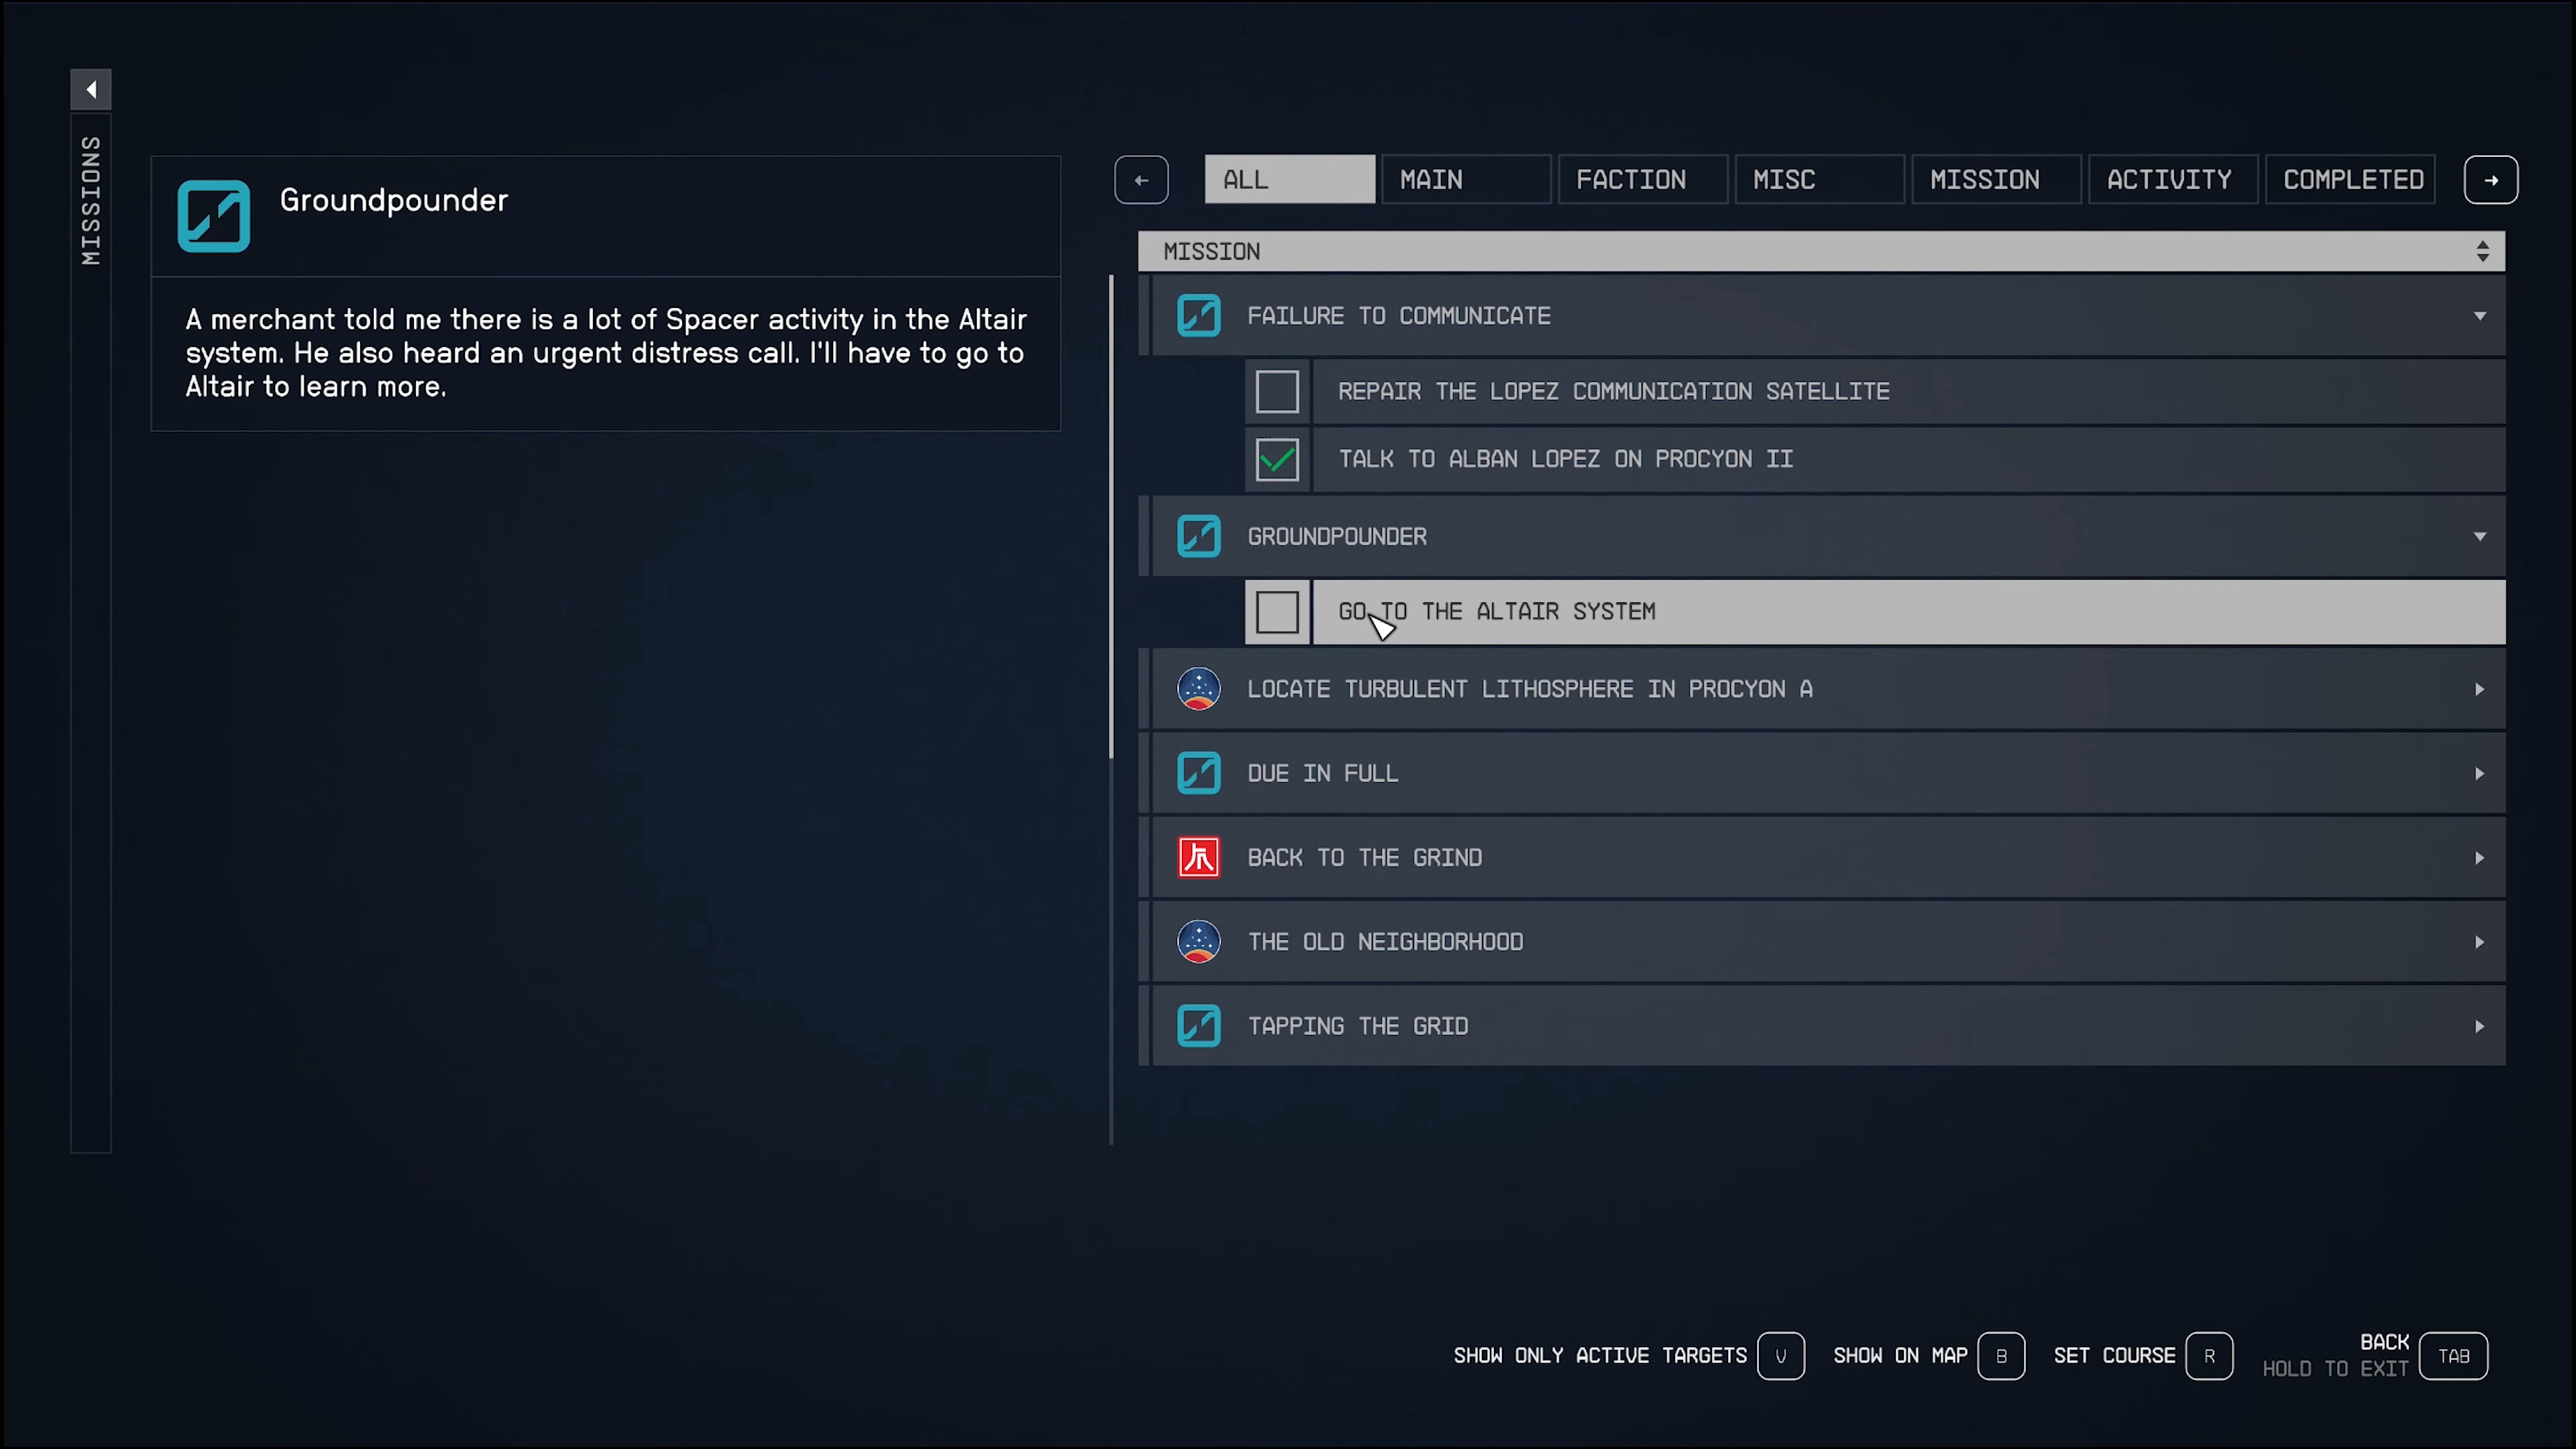 MISSIONS
Groundpounder
A merchant told me there is a lot of Spacer activity in the Altair
system. He also heard an urgent distress call. I'll have to go to
Altair to learn more.
ALL MAIN FACTION MISC MISSION ACTIVITY COMPLETED
MISSION
FAILURE TO COMMUNICATE
REPAIR THE LOPEZ COMMUNICATION SATELLITE
TALK TO ALBAN LOPEZ ON PROCYON II
GROUNDPOUNDER
GO TO THE ALTAIR SYSTEM
LOCATE TURBULENT LITHOSPHERE IN PROCYON A
DUE IN FULL
BACK TO THE GRIND
THE OLD NEIGHBORHOOD
TAPPING THE GRID
SHOW ONLY ACTIVE TARGETS V SHOW ON MAP B SET COURSE R BACK TAB
HOLD TO EXIT